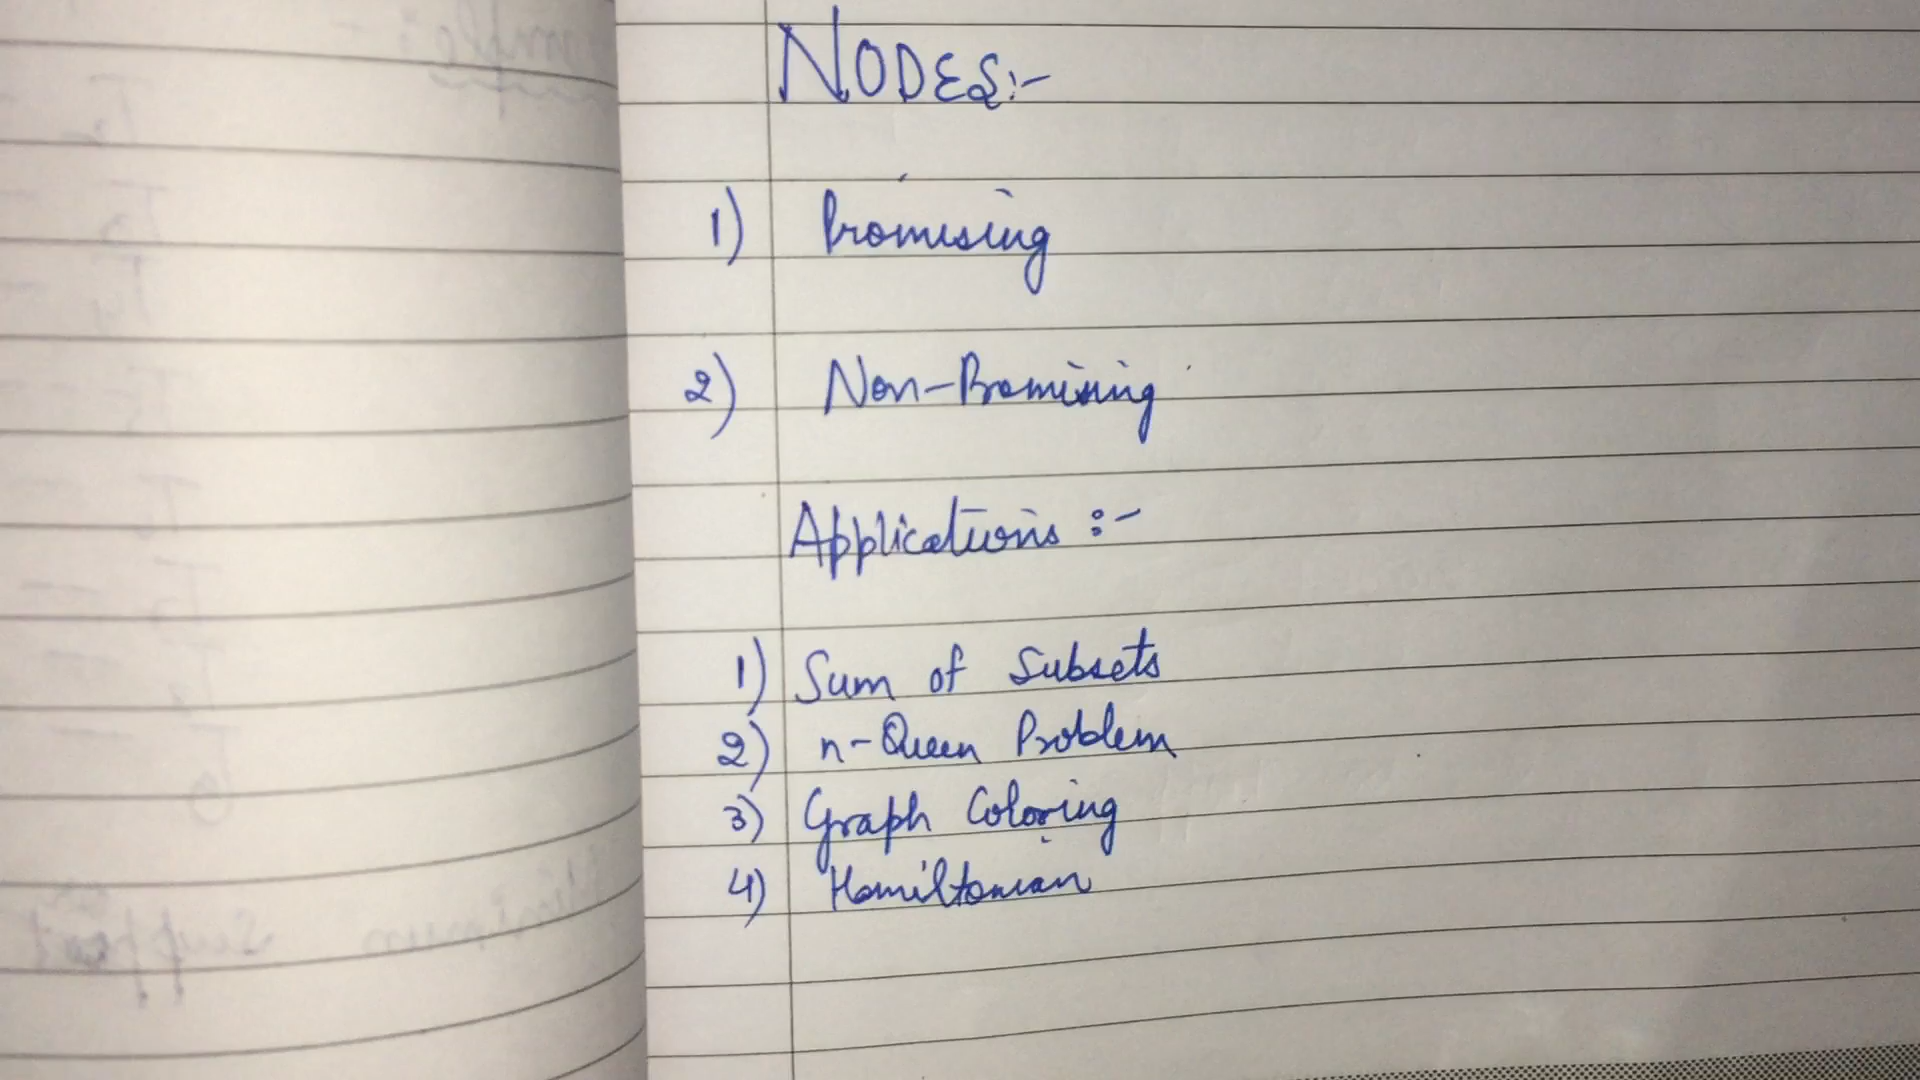 NODES:-
1) Promising
2) Non-Promising
Applications :-
1) Sum of Subsets
2) n-Queen Problem
3) Graph Coloring
4) Hamiltonian